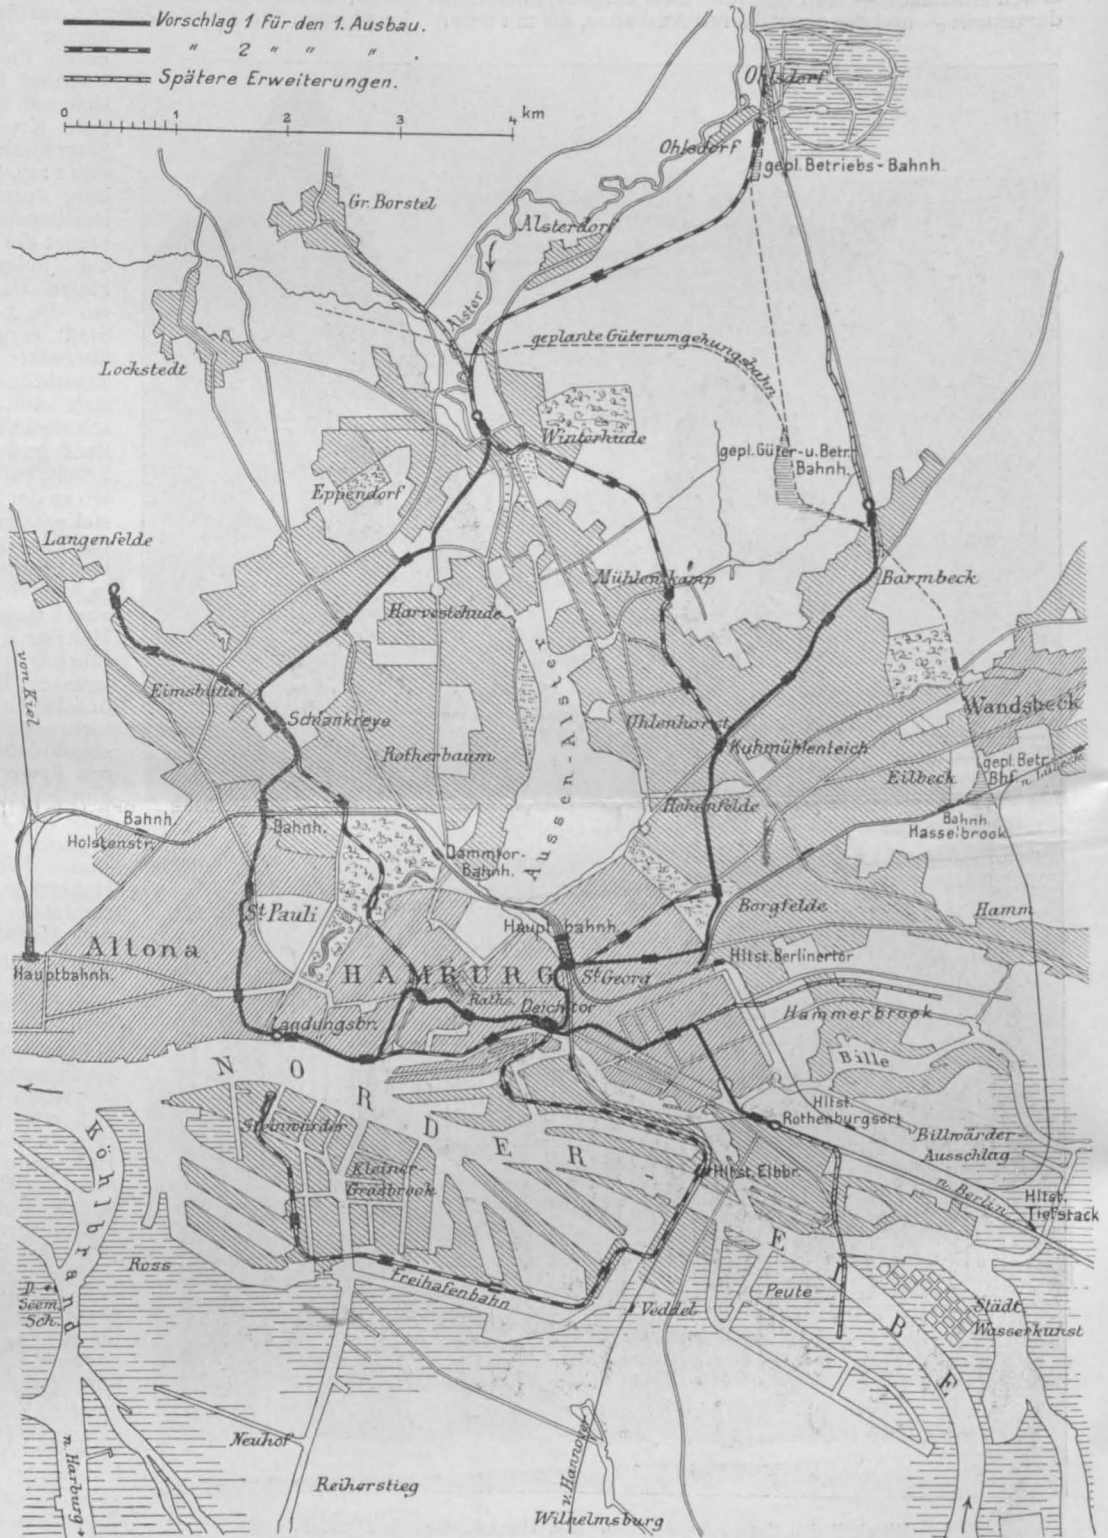 Vorschlag 1 für den 1. Ausbau.
" 2 " " " .
Spätere Erweiterungen.
0 1 2 3 4 km
Ohlsdorf
Ohlsdorf
gepl. Betriebs-Bahnh.
Gr. Borstel
Alsterdorf
Alster
geplante Güterumgehungsbahn
Lockstedt
Winterhude
gepl. Güter- u. Betr.-
Bahnh.
Eppendorf
Langenfelde
Mühlenkamp
Barmbeck
Harvestehude
von Kiel
Eimsbüttel
Schlankreye
Rotherbaum
Aussen-Alster
Uhlenhorst
Kuhmühlenteich
Wandsbeck
Eilbeck
gepl. Betr.
Bhf.
n. Lübeck
Hohenfelde
Bahnh.
Holstenstr.
Bahnh.
Dammtor-
Bahnh.
Bahnh.
Hasselbrook
St. Pauli
Borgfelde
Hamm
Altona
Hauptbahnh.
Hauptbahnh.
HAMBURG
St. Georg
Hltst. Berlinertor
Raths.
Deichtor
Landungsbr.
Hammerbrook
Bille
NORDER
ELBE
Steinwärder
Kleiner-
Grasbrook
Hltst.
Rothenburgsort
Billwärder-
Ausschlag
Hltst. Elbbr.
n. Berlin
Hltst.
Tiefstack
Köhlbrand
Ross
Freihafenbahn
D.
Seem.
Sch.
Veddel
Peute
Städt.
Wasserkunst
Neuhof
Reiherstieg
n. Harburg
v. Hannover
Wilhelmsburg